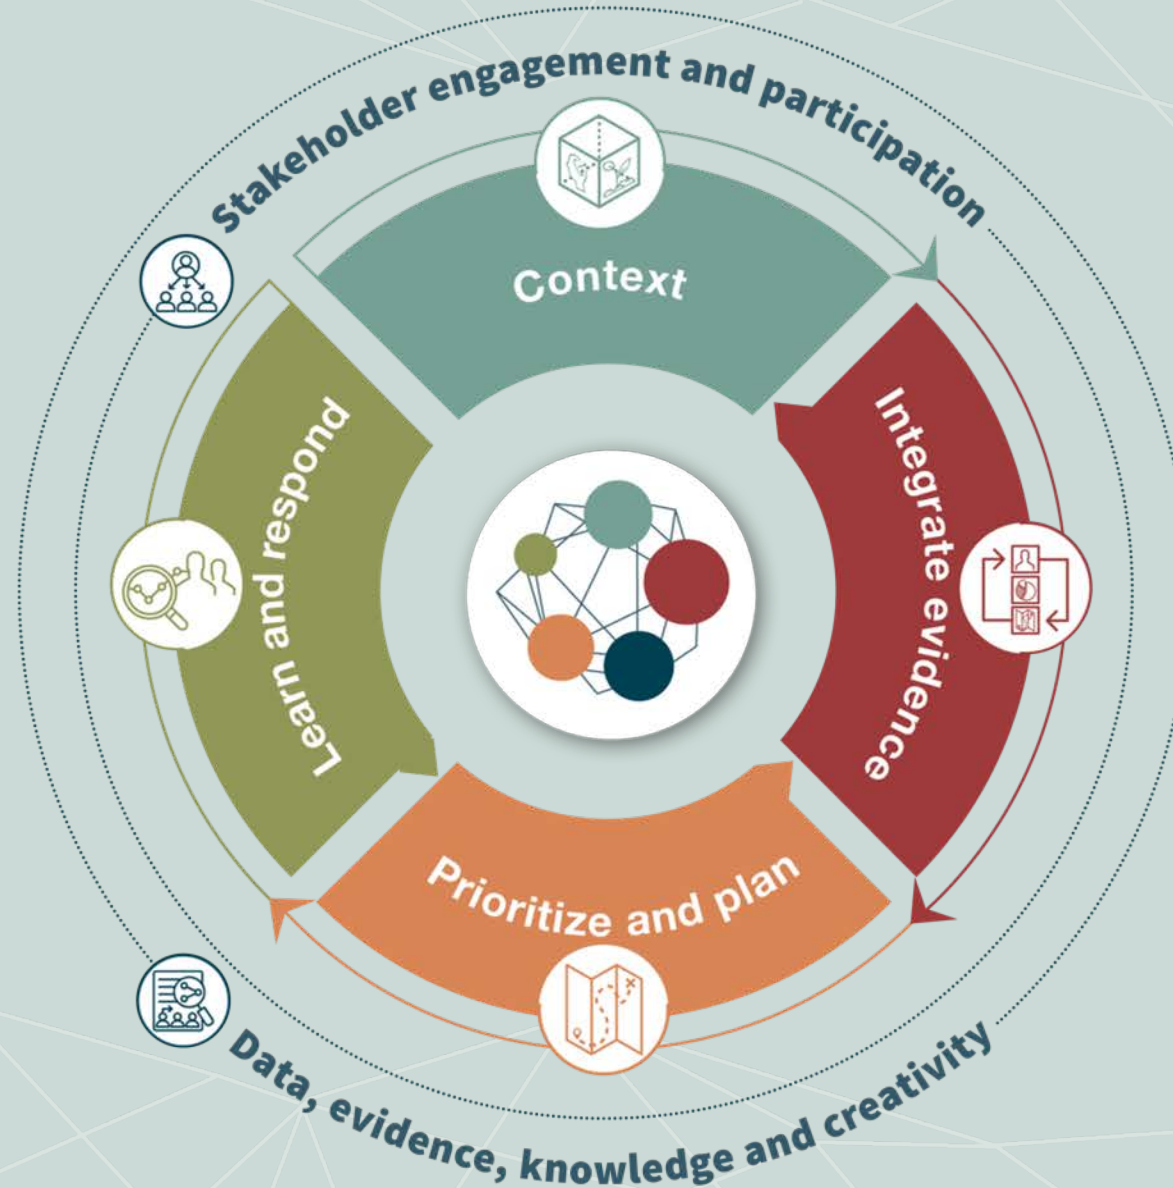 Stakeholder engagement and participation
Context
Integrate evidence
Prioritize and plan
Learn and respond
Data, evidence, knowledge and creativity